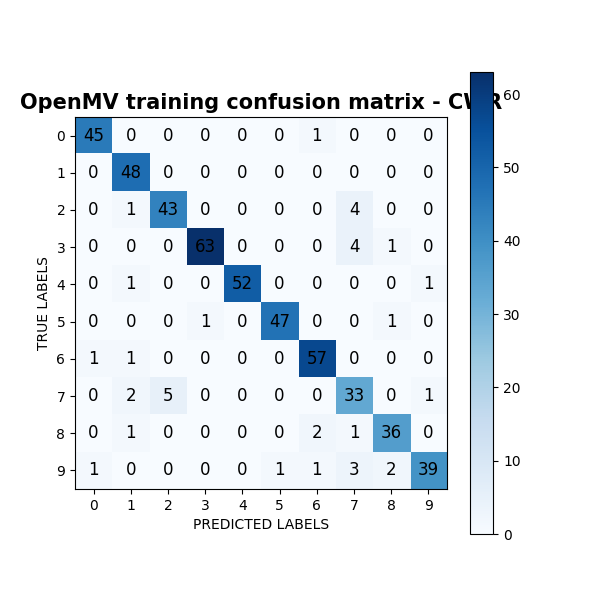 OpenMV training confusion matrix - CWR
0 45 0 0 0 0 0 1 0 0 0
1 0 48 0 0 0 0 0 0 0 0
2 0 1 43 0 0 0 0 4 0 0
3 0 0 0 63 0 0 0 4 1 0
4 0 1 0 0 52 0 0 0 0 1
5 0 0 0 1 0 47 0 0 1 0
6 1 1 0 0 0 0 57 0 0 0
7 0 2 5 0 0 0 0 33 0 1
8 0 1 0 0 0 0 2 1 36 0
9 1 0 0 0 0 1 1 3 2 39
0 1 2 3 4 5 6 7 8 9
PREDICTED LABELS
TRUE LABELS
60
50
40
30
20
10
0